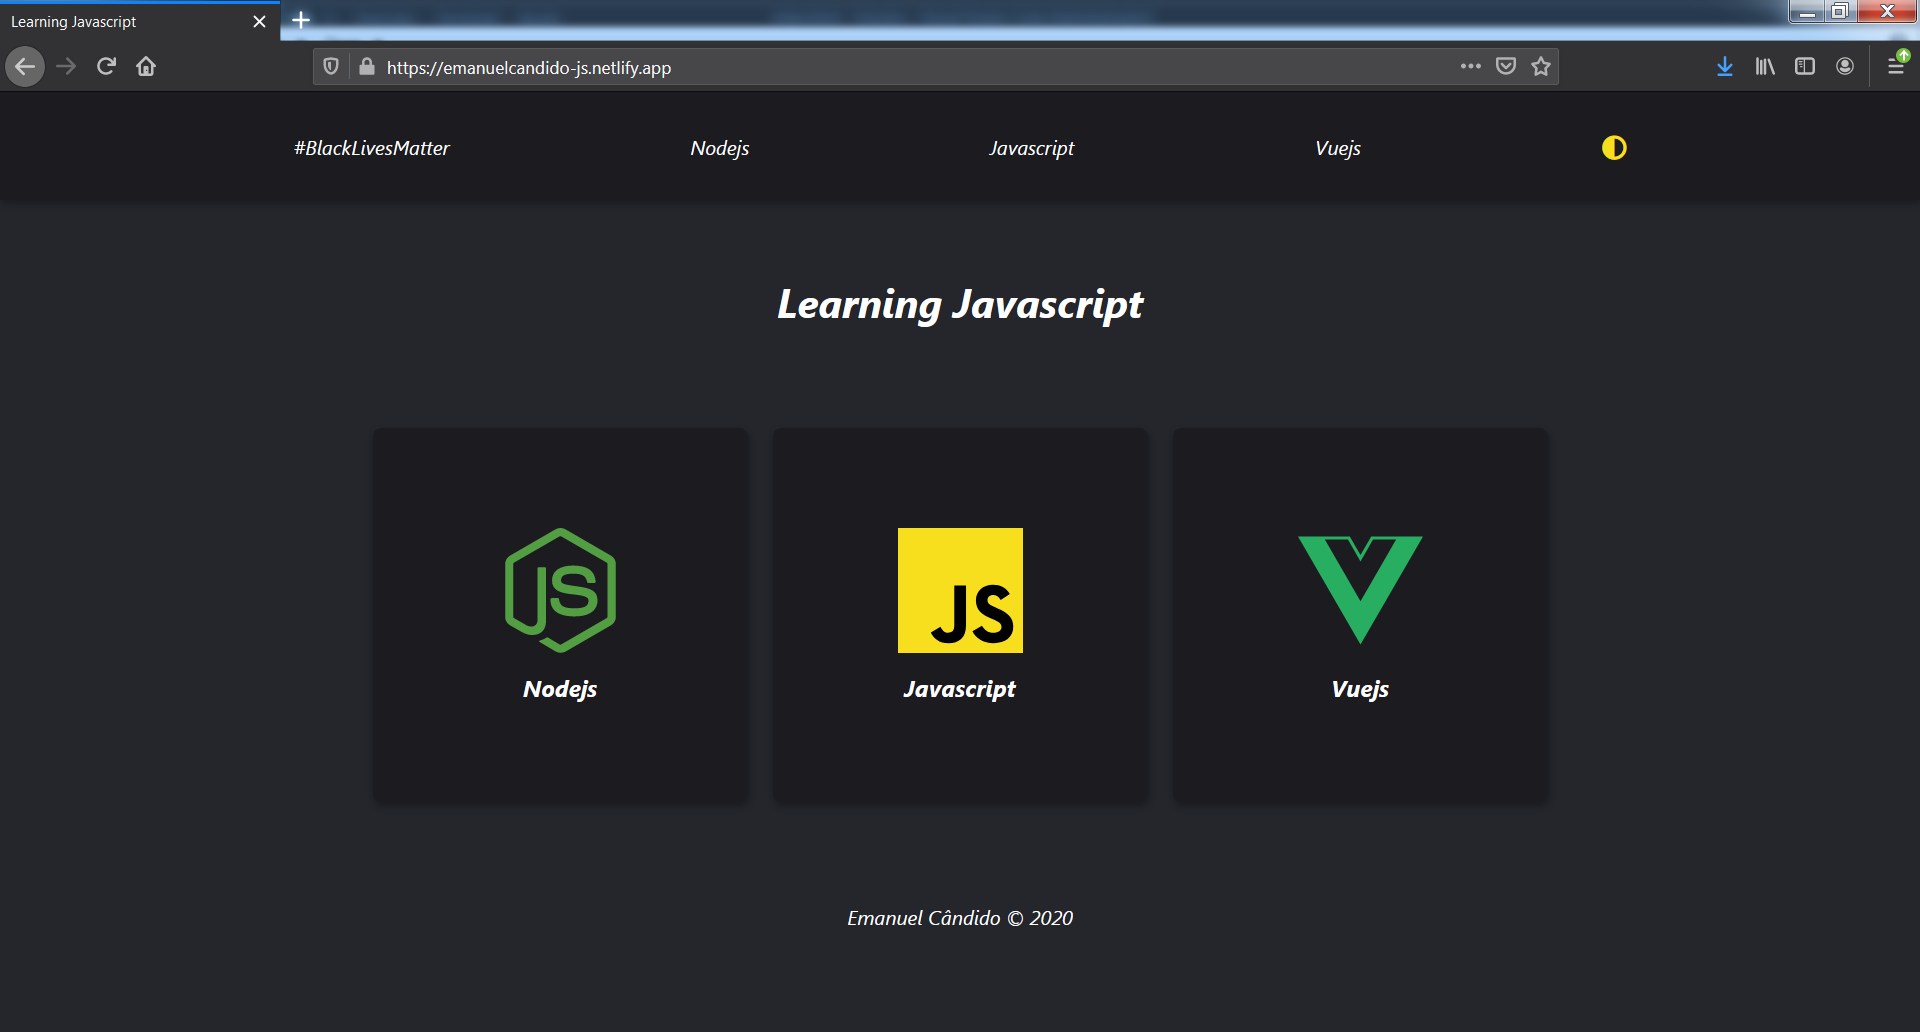 Learning Javascript
https://emanuelcandido-js.netlify.app
#BlackLivesMatter Nodejs Javascript Vuejs
Learning Javascript
JS JS
Nodejs Javascript Vuejs
Emanuel Cândido © 2020